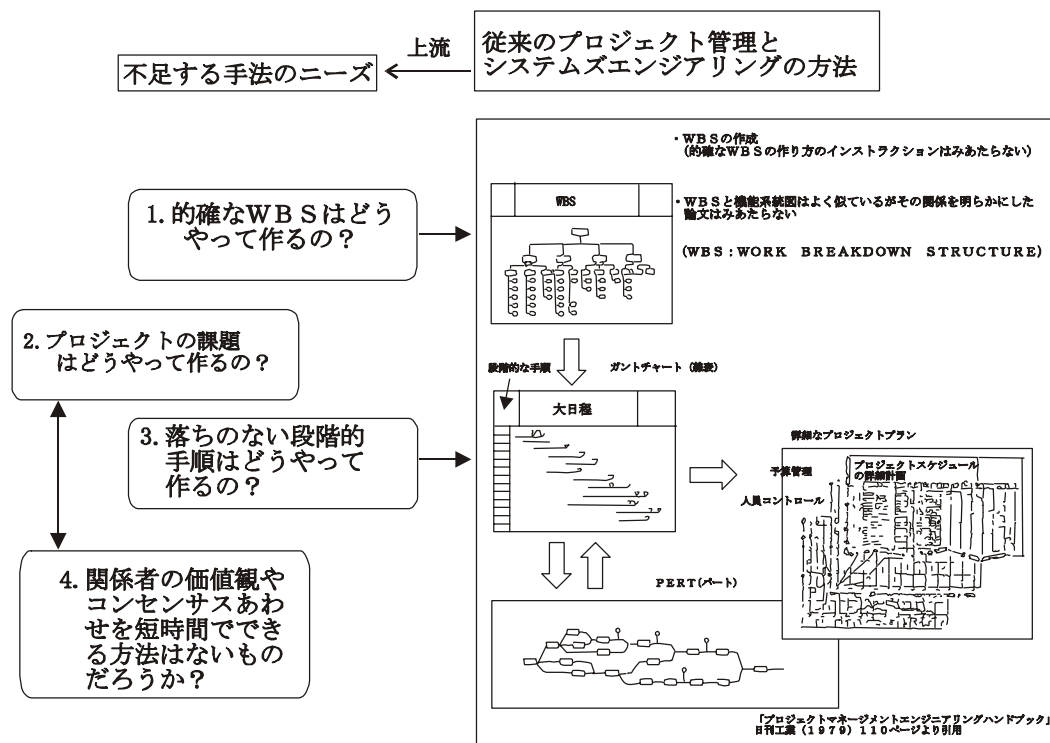 上流
従来のプロジェクト管理と
システムズエンジアリングの方法
不足する手法のニーズ
・WBSの作成
(的確なWBSの作り方のインストラクションはみあたらない)
・WBSと機能系統図はよく似ているがその関係を明らかにした
論文はみあたらない
(WBS:WORK BREAKDOWN STRUCTURE)
1.的確なWBSはどう
やって作るの?
WBS
2.プロジェクトの課題
はどうやって作るの?
段階的な手順
ガントチャート(線表)
大日程
3.落ちのない段階的
手順はどうやって
作るの?
詳細なプロジェクトプラン
予算管理
プロジェクトスケジュール
の詳細計画
人員コントロール
4.関係者の価値観や
コンセンサスあわ
せを短時間ででき
る方法はないもの
だろうか?
PERT(パート)
「プロジェクトマネージメントエンジニアリングハンドブック」
日刊工業(1979)110ページより引用